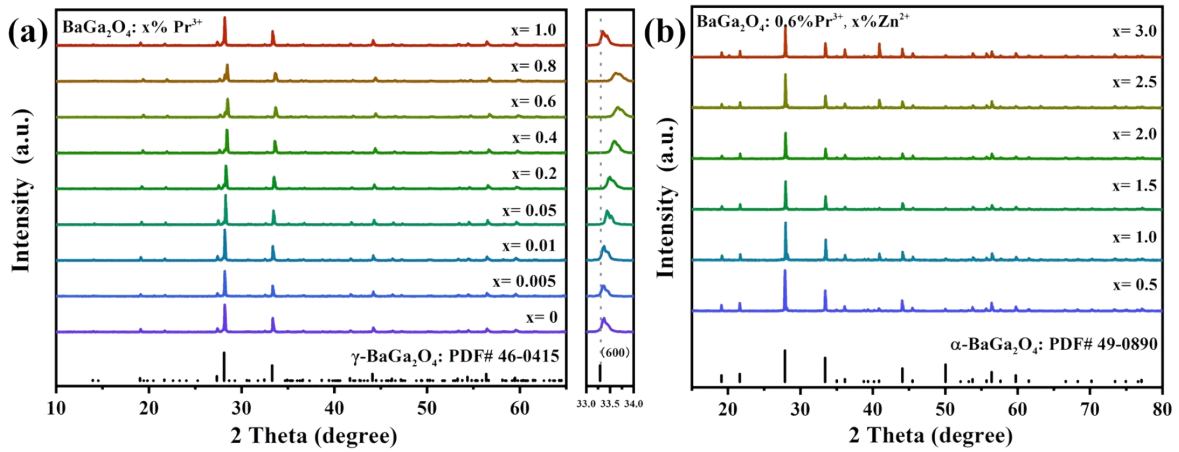 (a)
BaGa₂O₄: x% Pr³⁺
x= 1.0
x= 0.8
x= 0.6
x= 0.4
x= 0.2
x= 0.05
x= 0.01
x= 0.005
x= 0
γ-BaGa₂O₄: PDF# 46-0415
Intensity (a.u.)
10 20 30 40 50 60
2 Theta (degree)
(600)
33.0 33.5 34.0
(b)
BaGa₂O₄: 0.6%Pr³⁺, x%Zn²⁺
x= 3.0
x= 2.5
x= 2.0
x= 1.5
x= 1.0
x= 0.5
α-BaGa₂O₄: PDF# 49-0890
Intensity (a.u.)
20 30 40 50 60 70 80
2 Theta (degree)